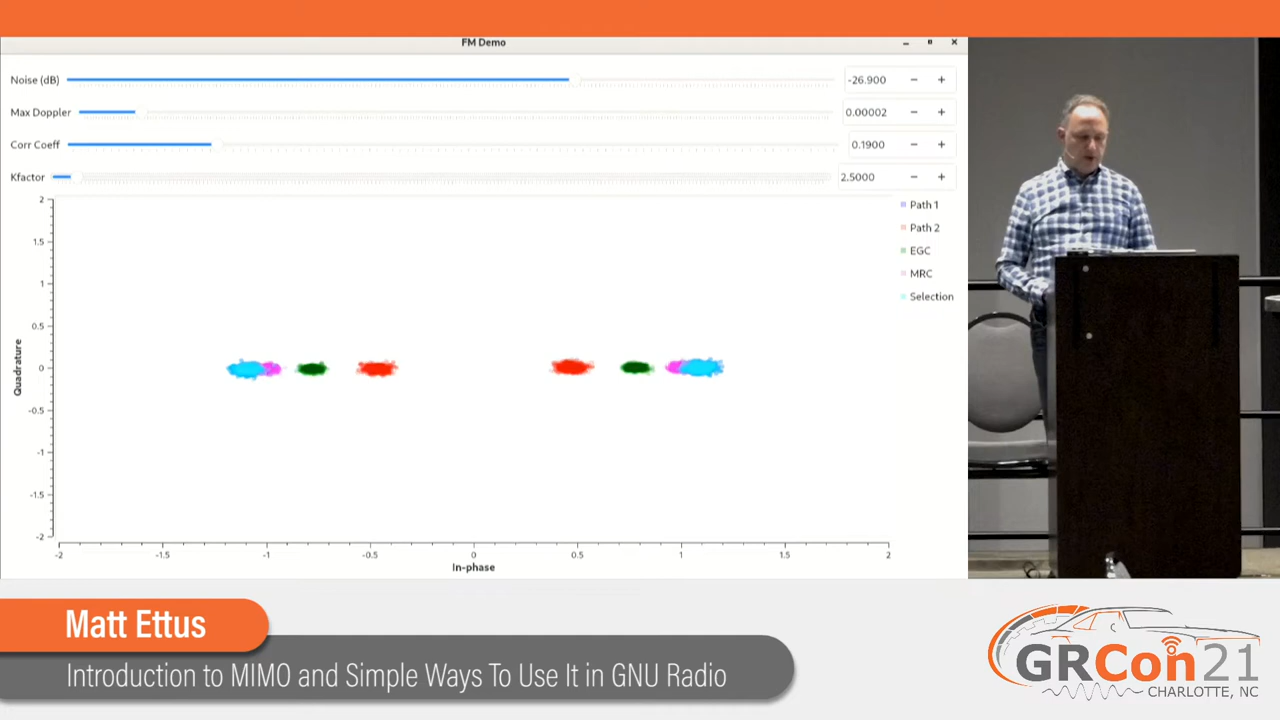 FM Demo
Noise (dB) -26.900 - +
Max Doppler 0.00002 - +
Corr Coeff 0.1900 - +
Kfactor 2.5000 - +
Path 1
Path 2
EGC
MRC
Selection
2
1.5
1
0.5
0
-0.5
-1
-1.5
-2
Quadrature
-2 -1.5 -1 -0.5 0 0.5 1 1.5 2
In-phase
Matt Ettus
Introduction to MIMO and Simple Ways To Use It in GNU Radio
GRCon21
CHARLOTTE, NC